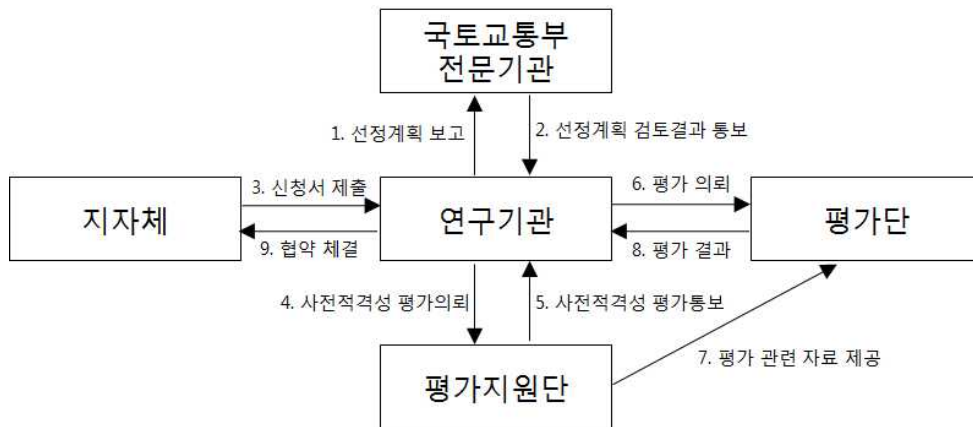 국토교통부
전문기관
1. 선정계획 보고
2. 선정계획 검토결과 통보
3. 신청서 제출
6. 평가 의뢰
지자체
연구기관
평가단
9. 협약 체결
8. 평가 결과
4. 사전적격성 평가의뢰
5. 사전적격성 평가통보
7. 평가 관련 자료 제공
평가지원단